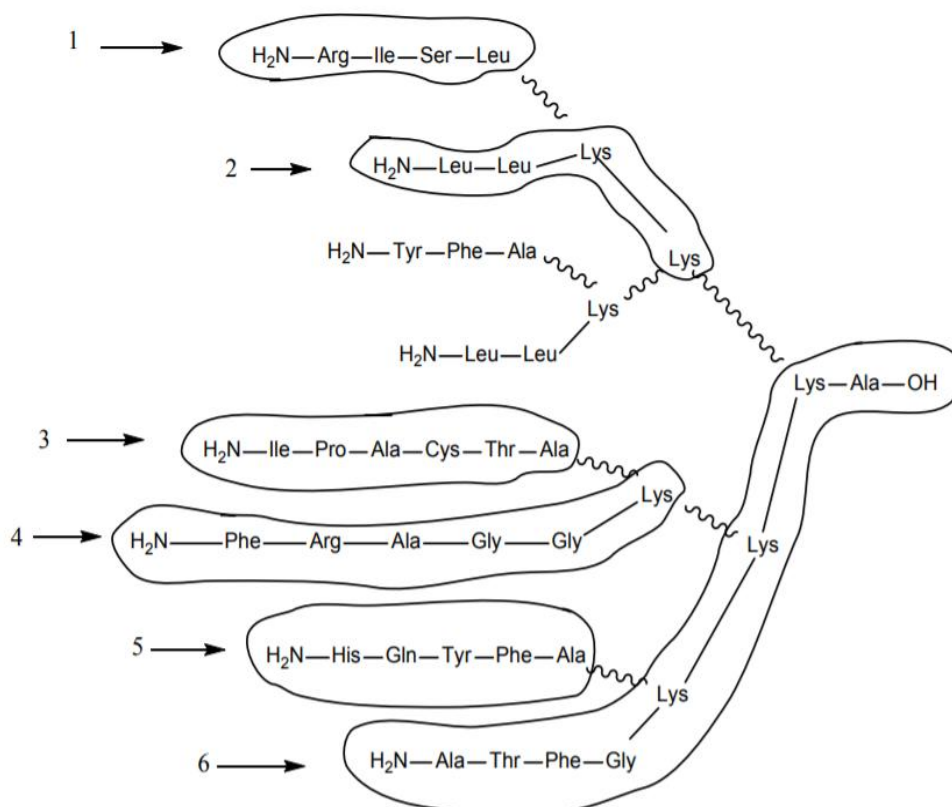 1
H₂N—Arg—Ile—Ser—Leu
2
H₂N—Leu—Leu—Lys
H₂N—Tyr—Phe—Ala
Lys
Lys
H₂N—Leu—Leu
Lys—Ala—OH
3
H₂N—Ile—Pro—Ala—Cys—Thr—Ala
Lys
4
H₂N—Phe—Arg—Ala—Gly—Gly
Lys
5
H₂N—His—Gln—Tyr—Phe—Ala
Lys
6
H₂N—Ala—Thr—Phe—Gly